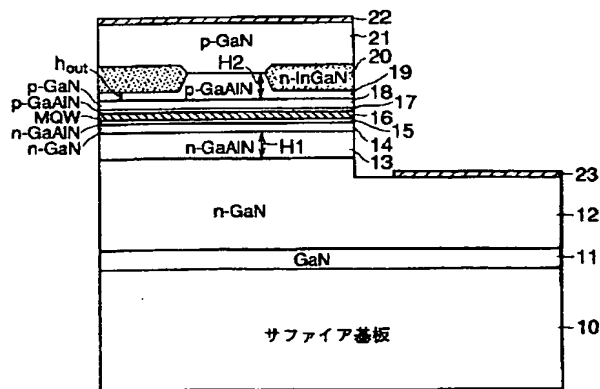 22
p-GaN
21
20
hout
H2
n-InGaN
19
p-GaN
p-GaAlN
18
p-GaAlN
17
MQW
16
n-GaAlN
15
n-GaN
14
n-GaAlN
H1
13
23
n-GaN
12
GaN
11
サファイア基板
10